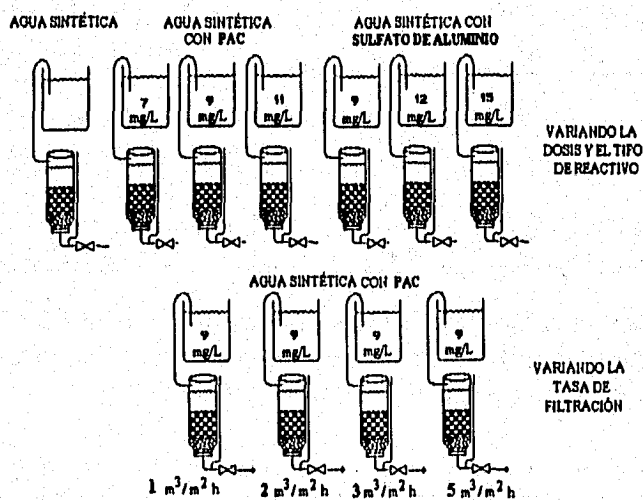 AGUA SINTÉTICA
AGUA SINTÉTICA
CON PAC
AGUA SINTÉTICA CON
SULFATO DE ALUMINIO
7
mg/L
9
mg/L
11
mg/L
9
mg/L
12
mg/L
15
mg/L
VARIANDO LA
DOSIS Y EL TIPO
DE REACTIVO
AGUA SINTÉTICA CON PAC
9
mg/L
9
mg/L
9
mg/L
9
mg/L
VARIANDO LA
TASA DE
FILTRACIÓN
1 m³/m² h
2 m³/m² h
3 m³/m² h
5 m³/m² h